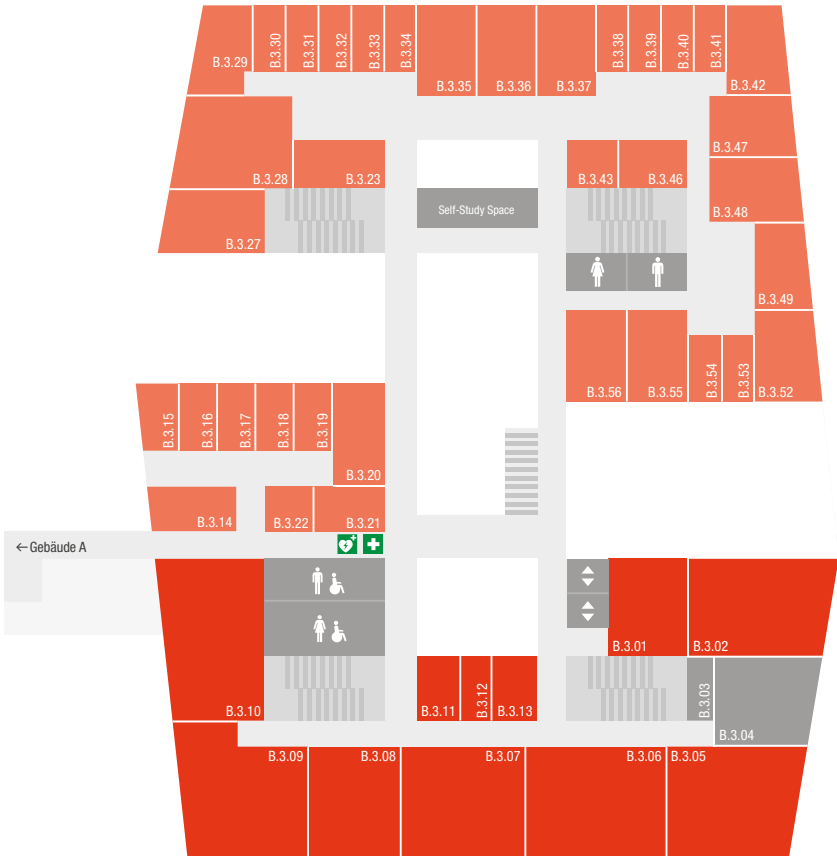 B.3.29
B.3.30
B.3.31
B.3.32
B.3.33
B.3.34
B.3.35
B.3.36
B.3.37
B.3.38
B.3.39
B.3.40
B.3.41
B.3.42
B.3.47
B.3.28
B.3.23
B.3.43
B.3.46
B.3.48
Self-Study Space
B.3.27
B.3.49
B.3.56
B.3.55
B.3.54
B.3.53
B.3.52
B.3.15
B.3.16
B.3.17
B.3.18
B.3.19
B.3.20
B.3.14
B.3.22
B.3.21
←Gebäude A
B.3.01
B.3.02
B.3.10
B.3.11
B.3.12
B.3.13
B.3.03
B.3.04
B.3.09
B.3.08
B.3.07
B.3.06
B.3.05